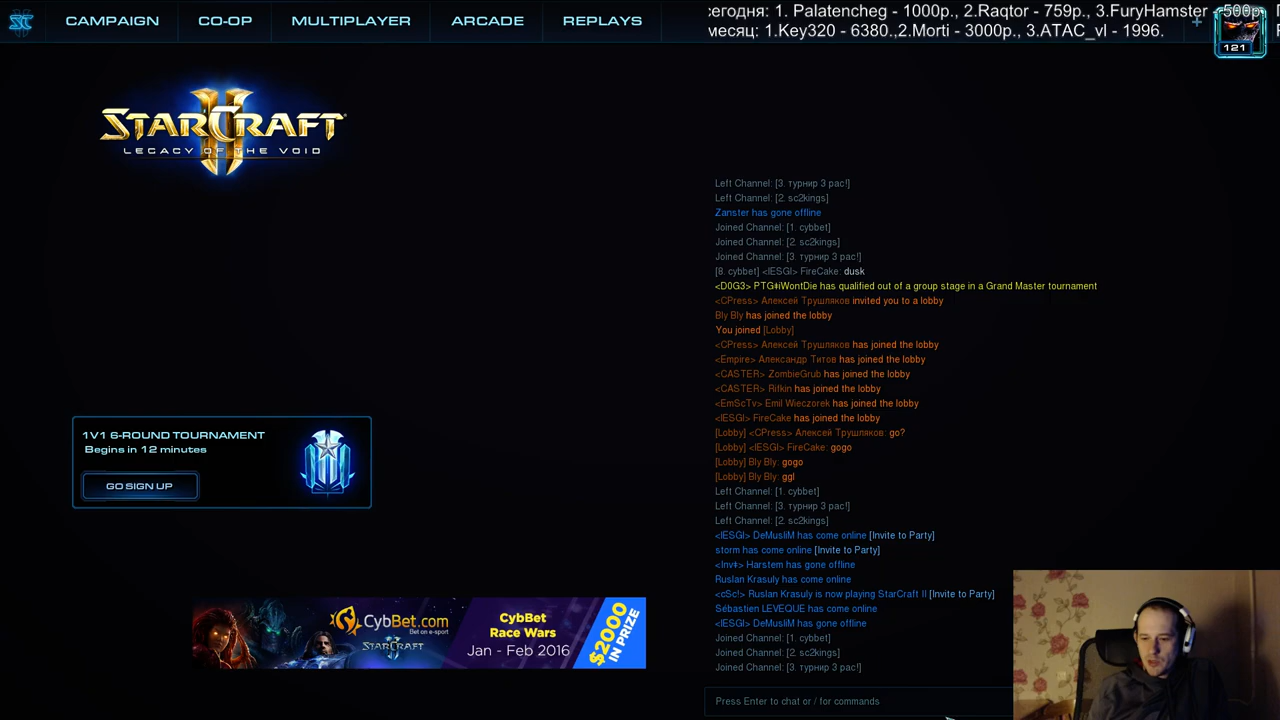 CAMPAIGN CO-OP MULTIPLAYER ARCADE REPLAYS
сегодня: 1. Palatencheg - 1000р., 2.Raqtor - 759р., 3.FuryHamster - 500р.
месяц: 1.Key320 - 6380.,2.Morti - 3000р., 3.ATAC_vl - 1996.
121
STARCRAFT
II
LEGACY OF THE VOID
Left Channel: [3. турнир 3 рас!]
Left Channel: [2. sc2kings]
Zanster has gone offline
Joined Channel: [1. cybbet]
Joined Channel: [2. sc2kings]
Joined Channel: [3. турнир 3 рас!]
[8. cybbet] <IESGI> FireCake: dusk
<D0G3> PTG‡iWontDie has qualified out of a group stage in a Grand Master tournament
<CPress> Алексей Трушляков invited you to a lobby
Bly Bly has joined the lobby
You joined [Lobby]
<CPress> Алексей Трушляков has joined the lobby
<Empire> Александр Титов has joined the lobby
<CASTER> ZombieGrub has joined the lobby
<CASTER> Rifkin has joined the lobby
<EmScTv> Emil Wieczorek has joined the lobby
<IESGI> FireCake has joined the lobby
[Lobby] <CPress> Алексей Трушляков: go?
[Lobby] <IESGI> FireCake: gogo
[Lobby] Bly Bly: gogo
[Lobby] Bly Bly: ggl
Left Channel: [1. cybbet]
Left Channel: [3. турнир 3 рас!]
Left Channel: [2. sc2kings]
<IESGI> DeMusliM has come online [Invite to Party]
storm has come online [Invite to Party]
<Inv‡> Harstem has gone offline
Ruslan Krasuly has come online
<cSc!> Ruslan Krasuly is now playing StarCraft II [Invite to Party]
Sébastien LEVEQUE has come online
<IESGI> DeMusliM has gone offline
Joined Channel: [1. cybbet]
Joined Channel: [2. sc2kings]
Joined Channel: [3. турнир 3 рас!]
Press Enter to chat or / for commands
1V1 6-ROUND TOURNAMENT
Begins in 12 minutes
GO SIGN UP
CybBet.com
Bet on e-sport
STARCRAFT
CybBet
Race Wars
Jan - Feb 2016
$2000
IN PRIZE